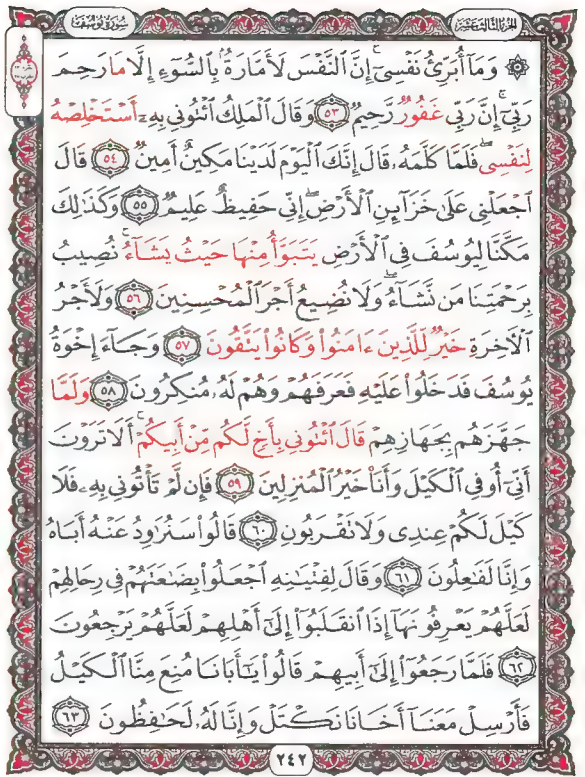 سورة يوسف
الجزء الثالث عشر
۞ وَمَآ أُبَرِّئُ نَفْسِىٓ ۚ إِنَّ ٱلنَّفْسَ لَأَمَّارَةٌۢ بِٱلسُّوٓءِ إِلَّا مَا رَحِمَ
رَبِّىٓ ۚ إِنَّ رَبِّى غَفُورٌ رَّحِيمٌ ٥٣ وَقَالَ ٱلْمَلِكُ ٱئْتُونِى بِهِۦٓ أَسْتَخْلِصْهُ
لِنَفْسِى ۖ فَلَمَّا كَلَّمَهُۥ قَالَ إِنَّكَ ٱلْيَوْمَ لَدَيْنَا مَكِينٌ أَمِينٌ ٥٤ قَالَ
ٱجْعَلْنِى عَلَىٰ خَزَآئِنِ ٱلْأَرْضِ ۖ إِنِّى حَفِيظٌ عَلِيمٌ ٥٥ وَكَذَٰلِكَ
مَكَّنَّا لِيُوسُفَ فِى ٱلْأَرْضِ يَتَبَوَّأُ مِنْهَا حَيْثُ يَشَآءُ ۚ نُصِيبُ
بِرَحْمَتِنَا مَن نَّشَآءُ ۖ وَلَا نُضِيعُ أَجْرَ ٱلْمُحْسِنِينَ ٥٦ وَلَأَجْرُ
ٱلْآخِرَةِ خَيْرٌ لِّلَّذِينَ ءَامَنُوا۟ وَكَانُوا۟ يَتَّقُونَ ٥٧ وَجَآءَ إِخْوَةُ
يُوسُفَ فَدَخَلُوا۟ عَلَيْهِ فَعَرَفَهُمْ وَهُمْ لَهُۥ مُنكِرُونَ ٥٨ وَلَمَّا
جَهَّزَهُم بِجَهَازِهِمْ قَالَ ٱئْتُونِى بِأَخٍ لَّكُم مِّنْ أَبِيكُمْ ۚ أَلَا تَرَوْنَ
أَنِّىٓ أُوفِى ٱلْكَيْلَ وَأَنَا۠ خَيْرُ ٱلْمُنزِلِينَ ٥٩ فَإِن لَّمْ تَأْتُونِى بِهِۦ فَلَا
كَيْلَ لَكُمْ عِندِى وَلَا تَقْرَبُونِ ٦٠ قَالُوا۟ سَنُرَٰوِدُ عَنْهُ أَبَاهُ
وَإِنَّا لَفَٰعِلُونَ ٦١ وَقَالَ لِفِتْيَٰنِهِ ٱجْعَلُوا۟ بِضَٰعَتَهُمْ فِى رِحَالِهِمْ
لَعَلَّهُمْ يَعْرِفُونَهَآ إِذَا ٱنقَلَبُوٓا۟ إِلَىٰٓ أَهْلِهِمْ لَعَلَّهُمْ يَرْجِعُونَ
٦٢ فَلَمَّا رَجَعُوٓا۟ إِلَىٰٓ أَبِيهِمْ قَالُوا۟ يَٰٓأَبَانَا مُنِعَ مِنَّا ٱلْكَيْلُ
فَأَرْسِلْ مَعَنَآ أَخَانَا نَكْتَلْ وَإِنَّا لَهُۥ لَحَٰفِظُونَ ٦٣
٢٤٢